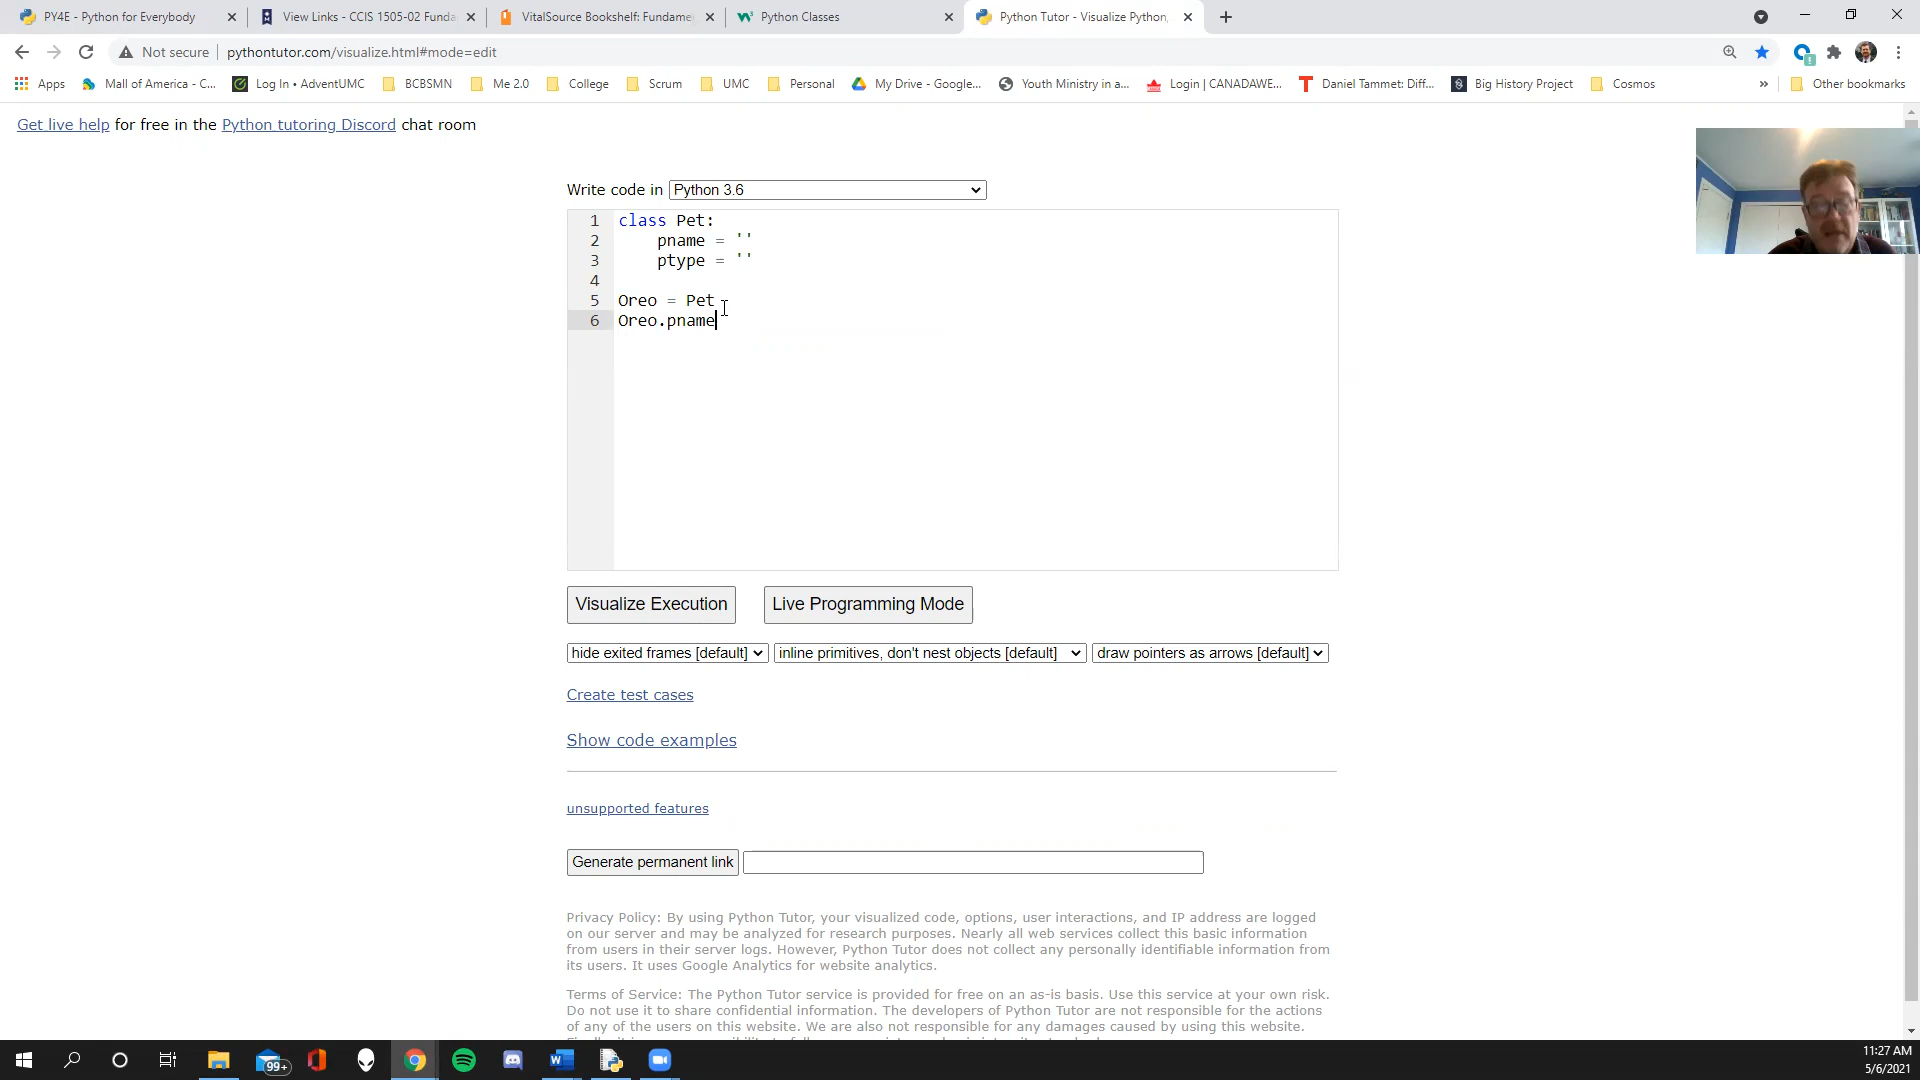 PY4E - Python for Everybody
View Links - CCIS 1505-02 Funda
VitalSource Bookshelf: Fundame
Python Classes
Python Tutor - Visualize Python,
Not secure
pythontutor.com/visualize.html#mode=edit
Apps
Mall of America - C...
Log In • AdventUMC
BCBSMN
Me 2.0
College
Scrum
UMC
Personal
My Drive - Google...
Youth Ministry in a...
Login | CANADAWE...
Daniel Tammet: Diff...
Big History Project
Cosmos
»
Other bookmarks
Get live help for free in the Python tutoring Discord chat room
Write code in Python 3.6
1 class Pet:
2 pname = ''
3 ptype = ''
4
5 Oreo = Pet
6 Oreo.pname
Visualize Execution
Live Programming Mode
hide exited frames [default]
inline primitives, don't nest objects [default]
draw pointers as arrows [default]
Create test cases
Show code examples
unsupported features
Generate permanent link
Privacy Policy: By using Python Tutor, your visualized code, options, user interactions, and IP address are logged
on our server and may be analyzed for research purposes. Nearly all web services collect this basic information
from users in their server logs. However, Python Tutor does not collect any personally identifiable information from
its users. It uses Google Analytics for website analytics.
Terms of Service: The Python Tutor service is provided for free on an as-is basis. Use this service at your own risk.
Do not use it to share confidential information. The developers of Python Tutor are not responsible for the actions
of any of the users on this website. We are also not responsible for any damages caused by using this website.
99+
11:27 AM
5/6/2021